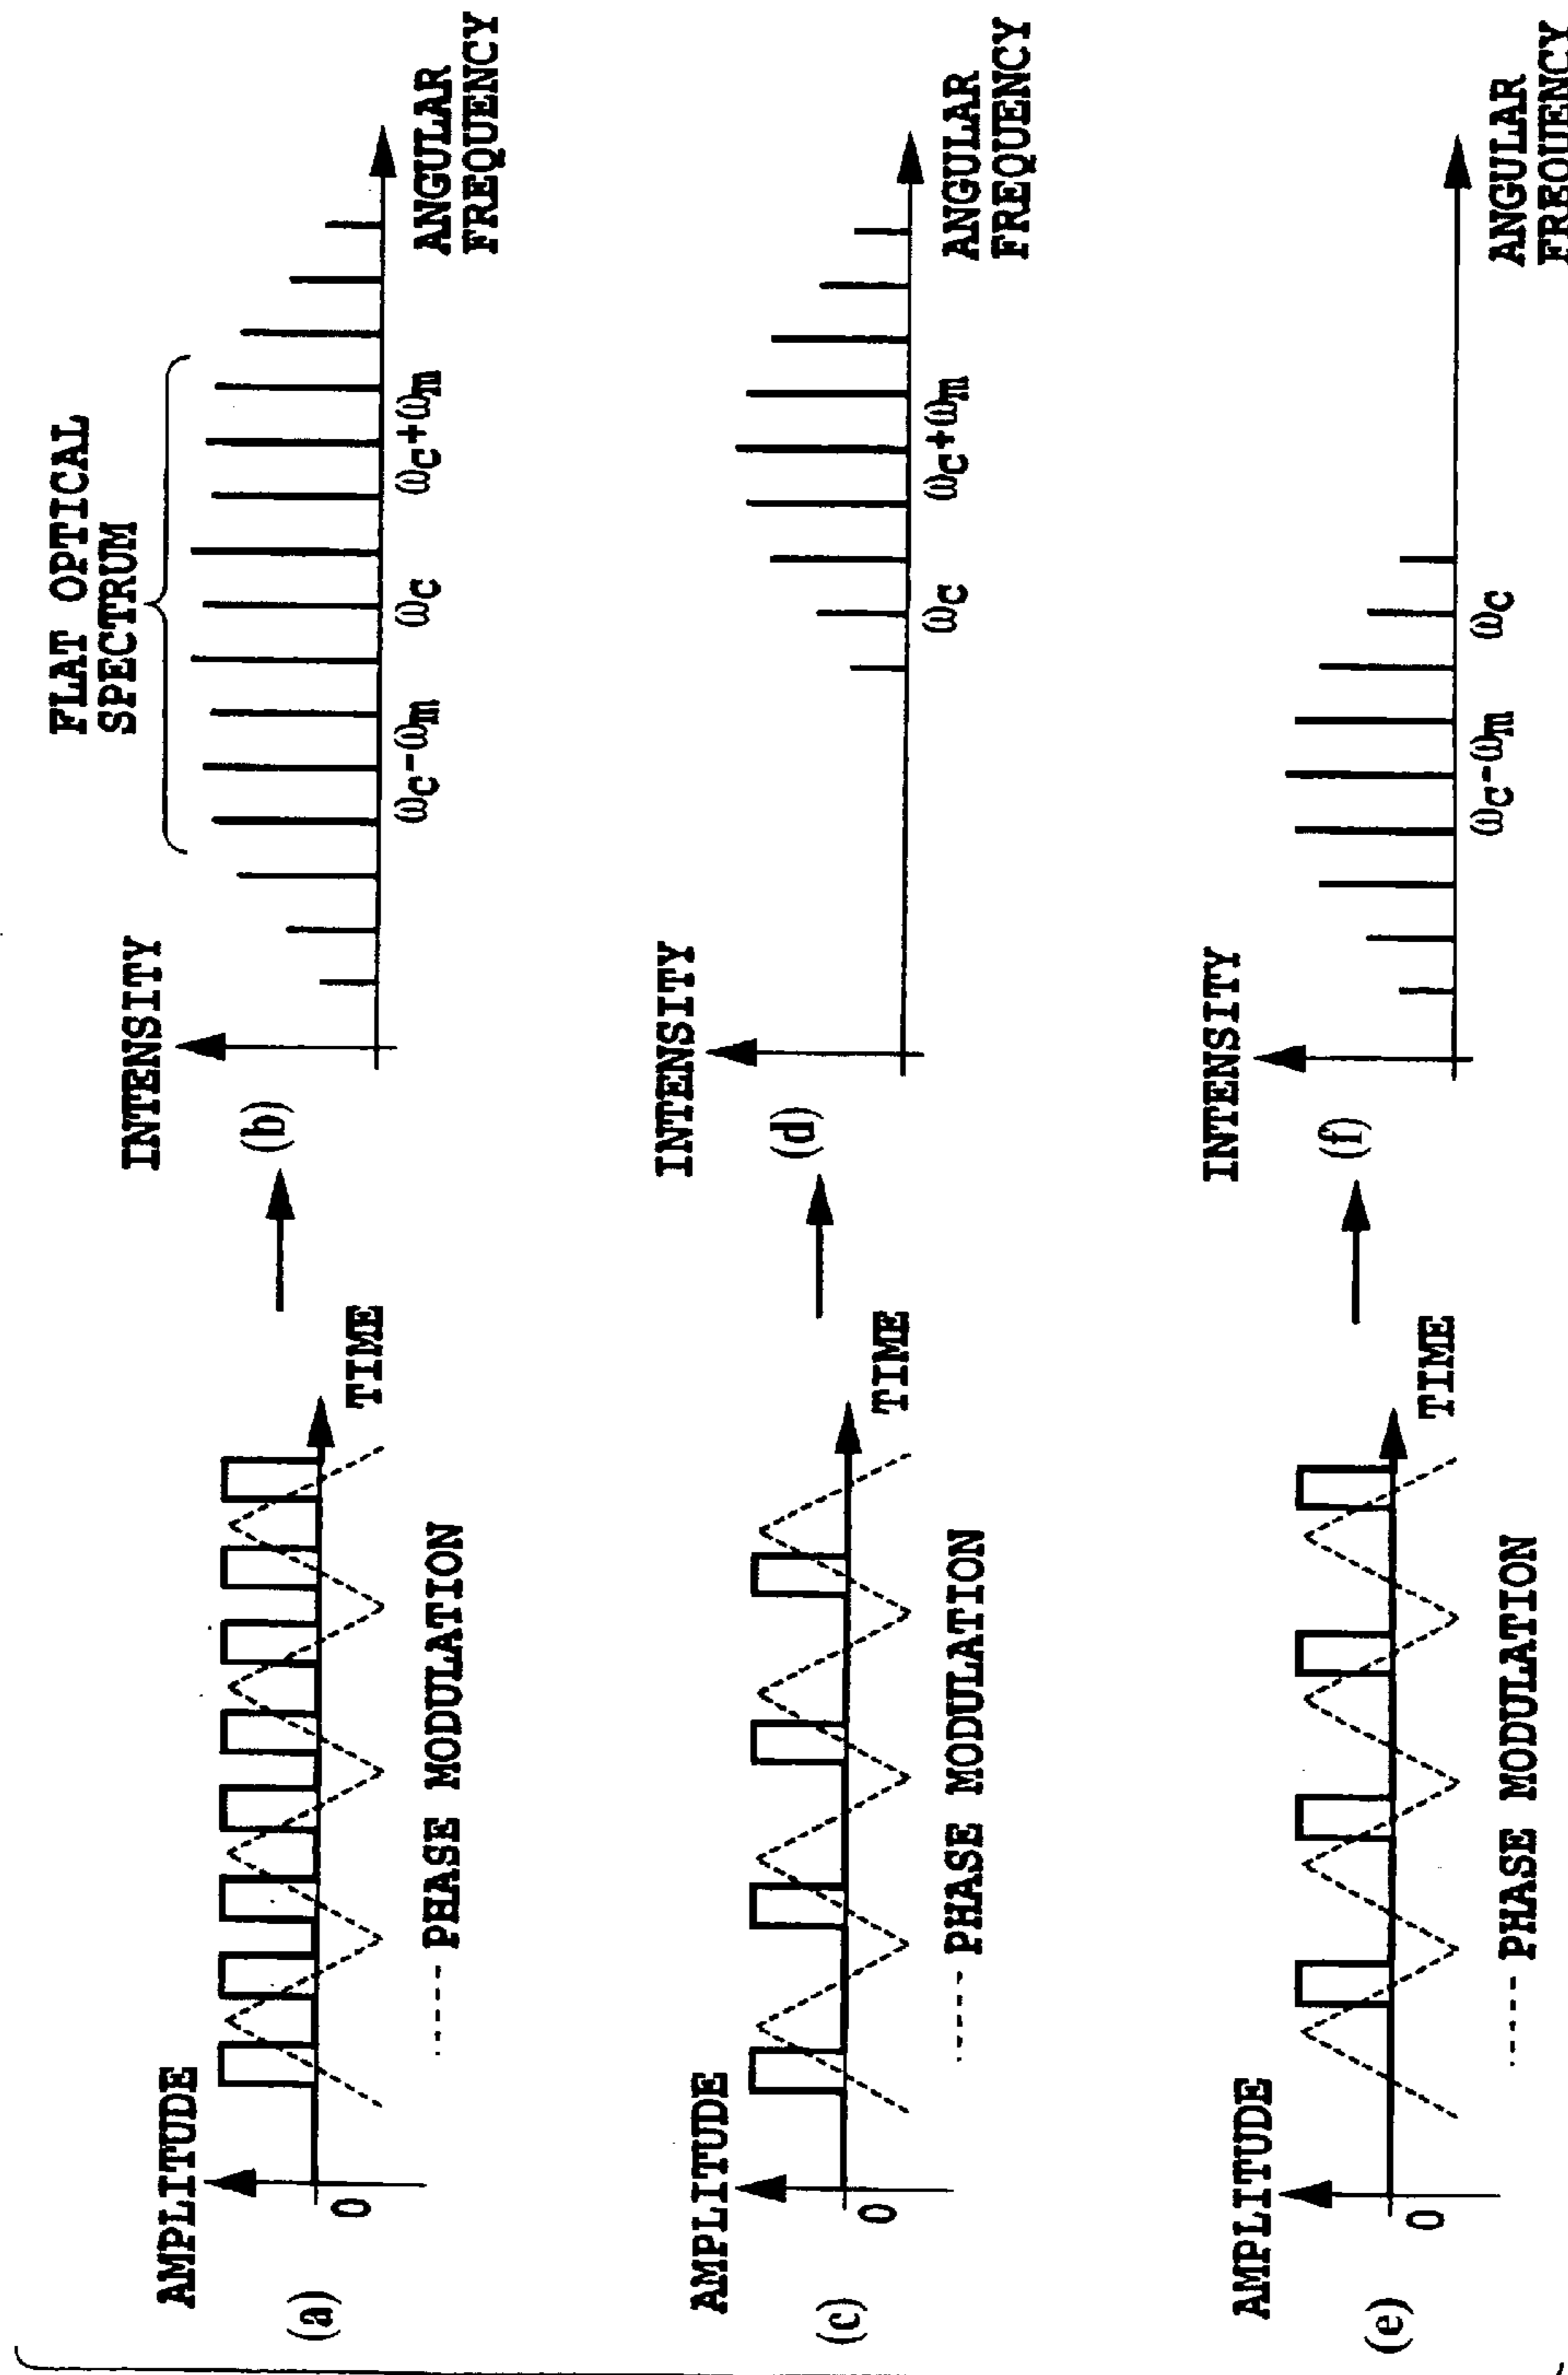 (a)
AMPLITUDE
0
TIME
---- PHASE MODULATION
(b)
INTENSITY
FLAT OPTICAL
SPECTRUM
ωc-ωm
ωc
ωc+ωm
ANGULAR
FREQUENCY
(c)
AMPLITUDE
0
TIME
---- PHASE MODULATION
(d)
INTENSITY
ωc
ωc+ωm
ANGULAR
FREQUENCY
(e)
AMPLITUDE
0
TIME
---- PHASE MODULATION
(f)
INTENSITY
ωc-ωm
ωc
ANGULAR
FREQUENCY